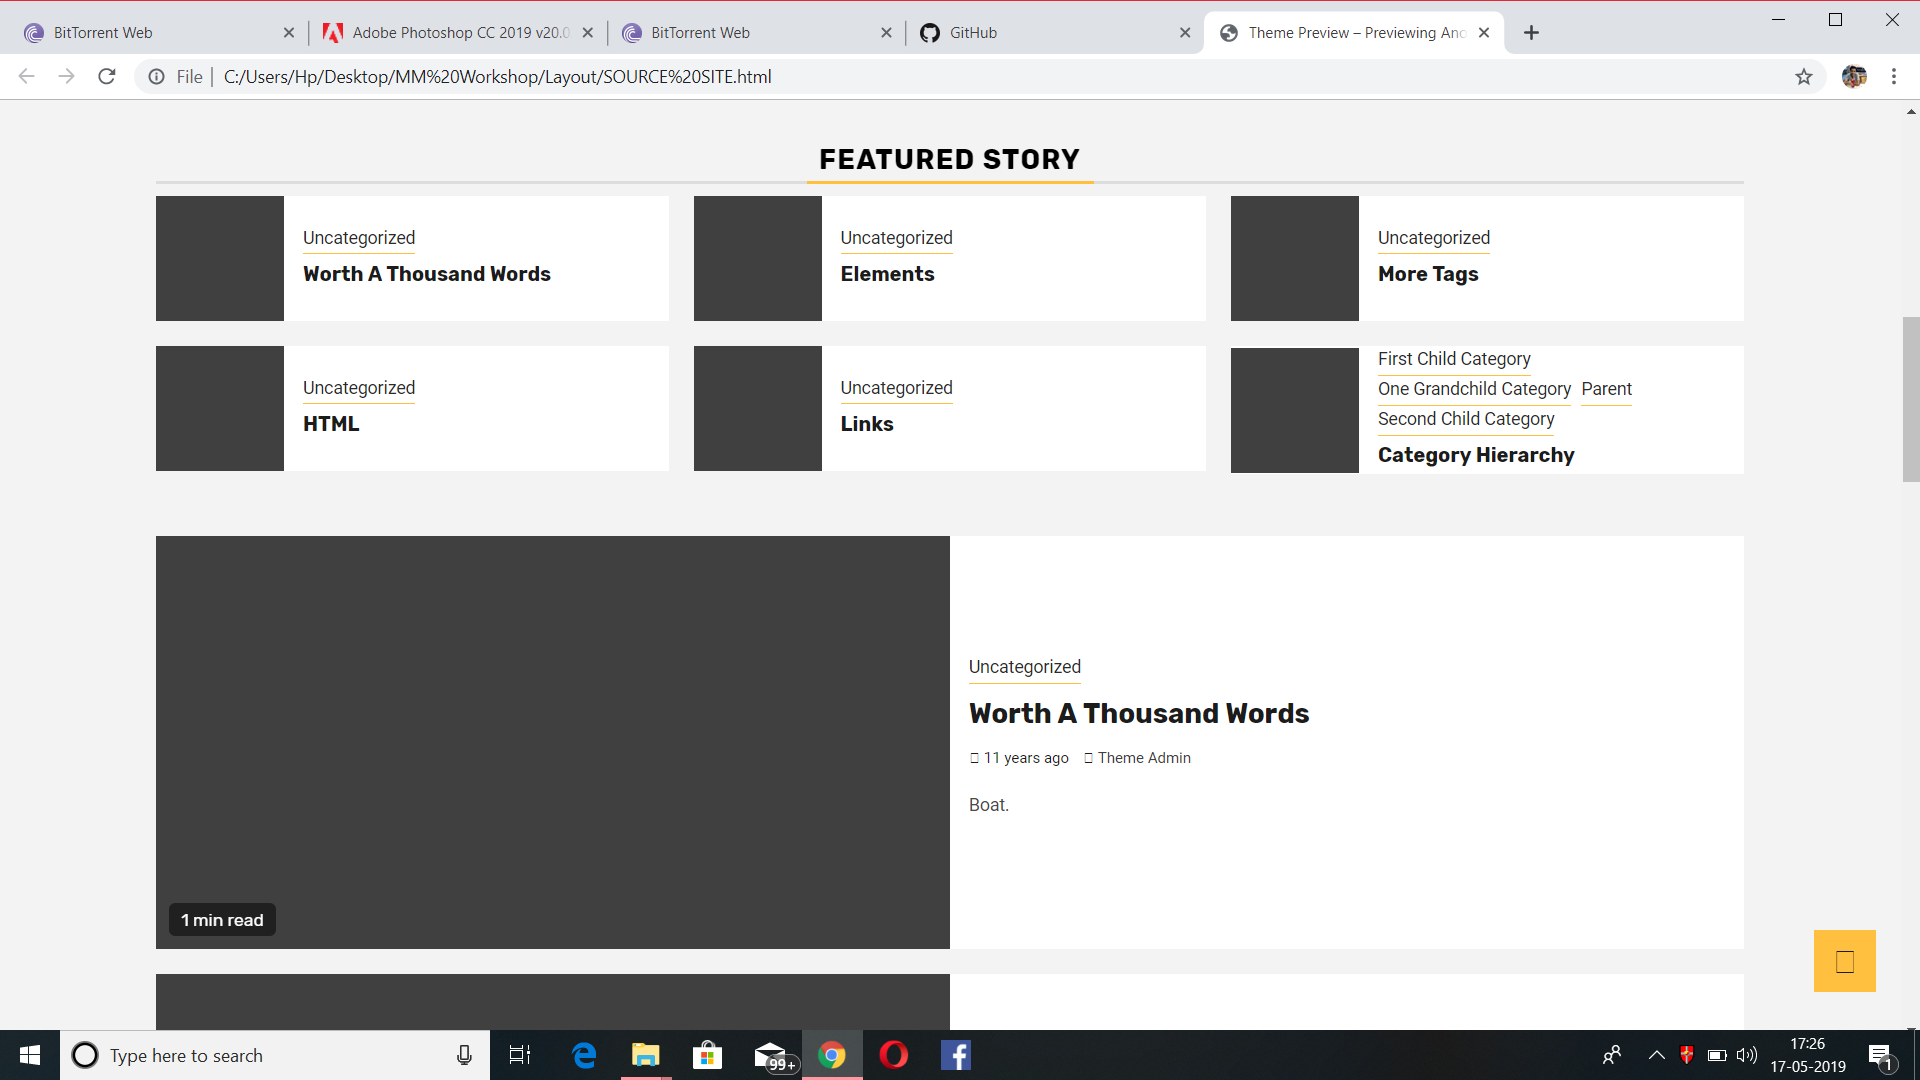 BitTorrent Web
Adobe Photoshop CC 2019 v20.0
BitTorrent Web
GitHub
Theme Preview – Previewing Ano
File
C:/Users/Hp/Desktop/MM%20Workshop/Layout/SOURCE%20SITE.html
FEATURED STORY
Uncategorized
Worth A Thousand Words
Uncategorized
Elements
Uncategorized
More Tags
Uncategorized
HTML
Uncategorized
Links
First Child Category
One Grandchild Category Parent
Second Child Category
Category Hierarchy
1 min read
Uncategorized
Worth A Thousand Words
11 years ago Theme Admin
Boat.
Type here to search
99+
17:26
17-05-2019
1